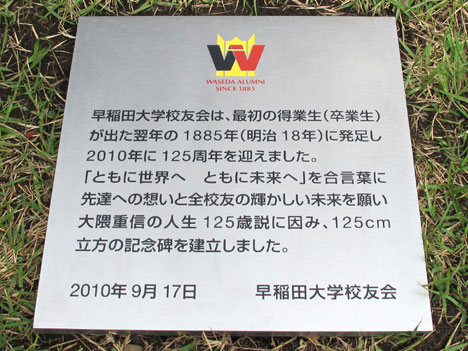 WASEDA ALUMNI
SINCE 1885
早稲田大学校友会は、最初の得業生(卒業生)
が出た翌年の1885年(明治18年)に発足し
2010年に125周年を迎えました。
「ともに世界へ　ともに未来へ」を合言葉に
先達への想いと全校友の輝かしい未来を願い
大隈重信の人生125歳説に因み、125cm
立方の記念碑を建立しました。
2010年9月17日　早稲田大学校友会